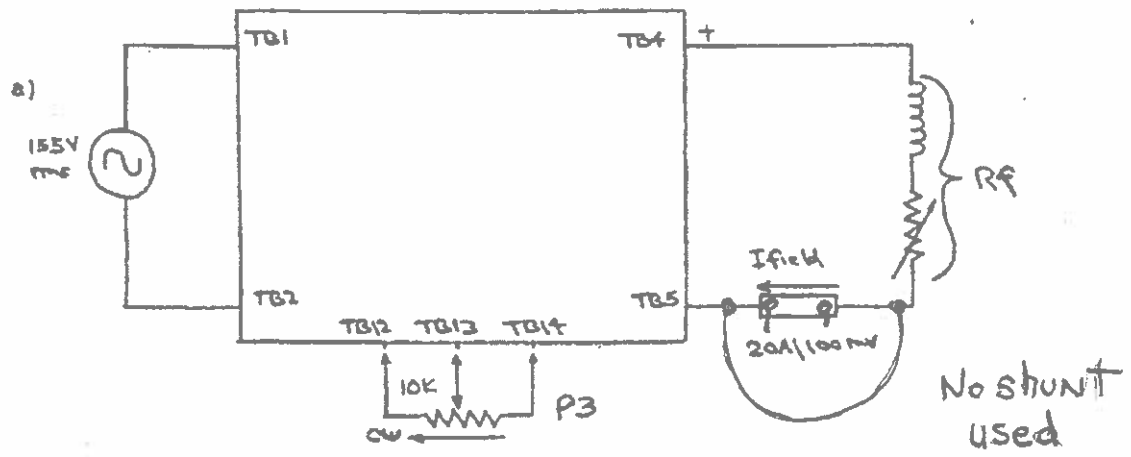 TB1
TB4 +
a)
155V
rms
Rf
Ifield
TB2
TB5
TB12 TB13 TB14
20A/100mV
10K
P3
CW
No shunt
used